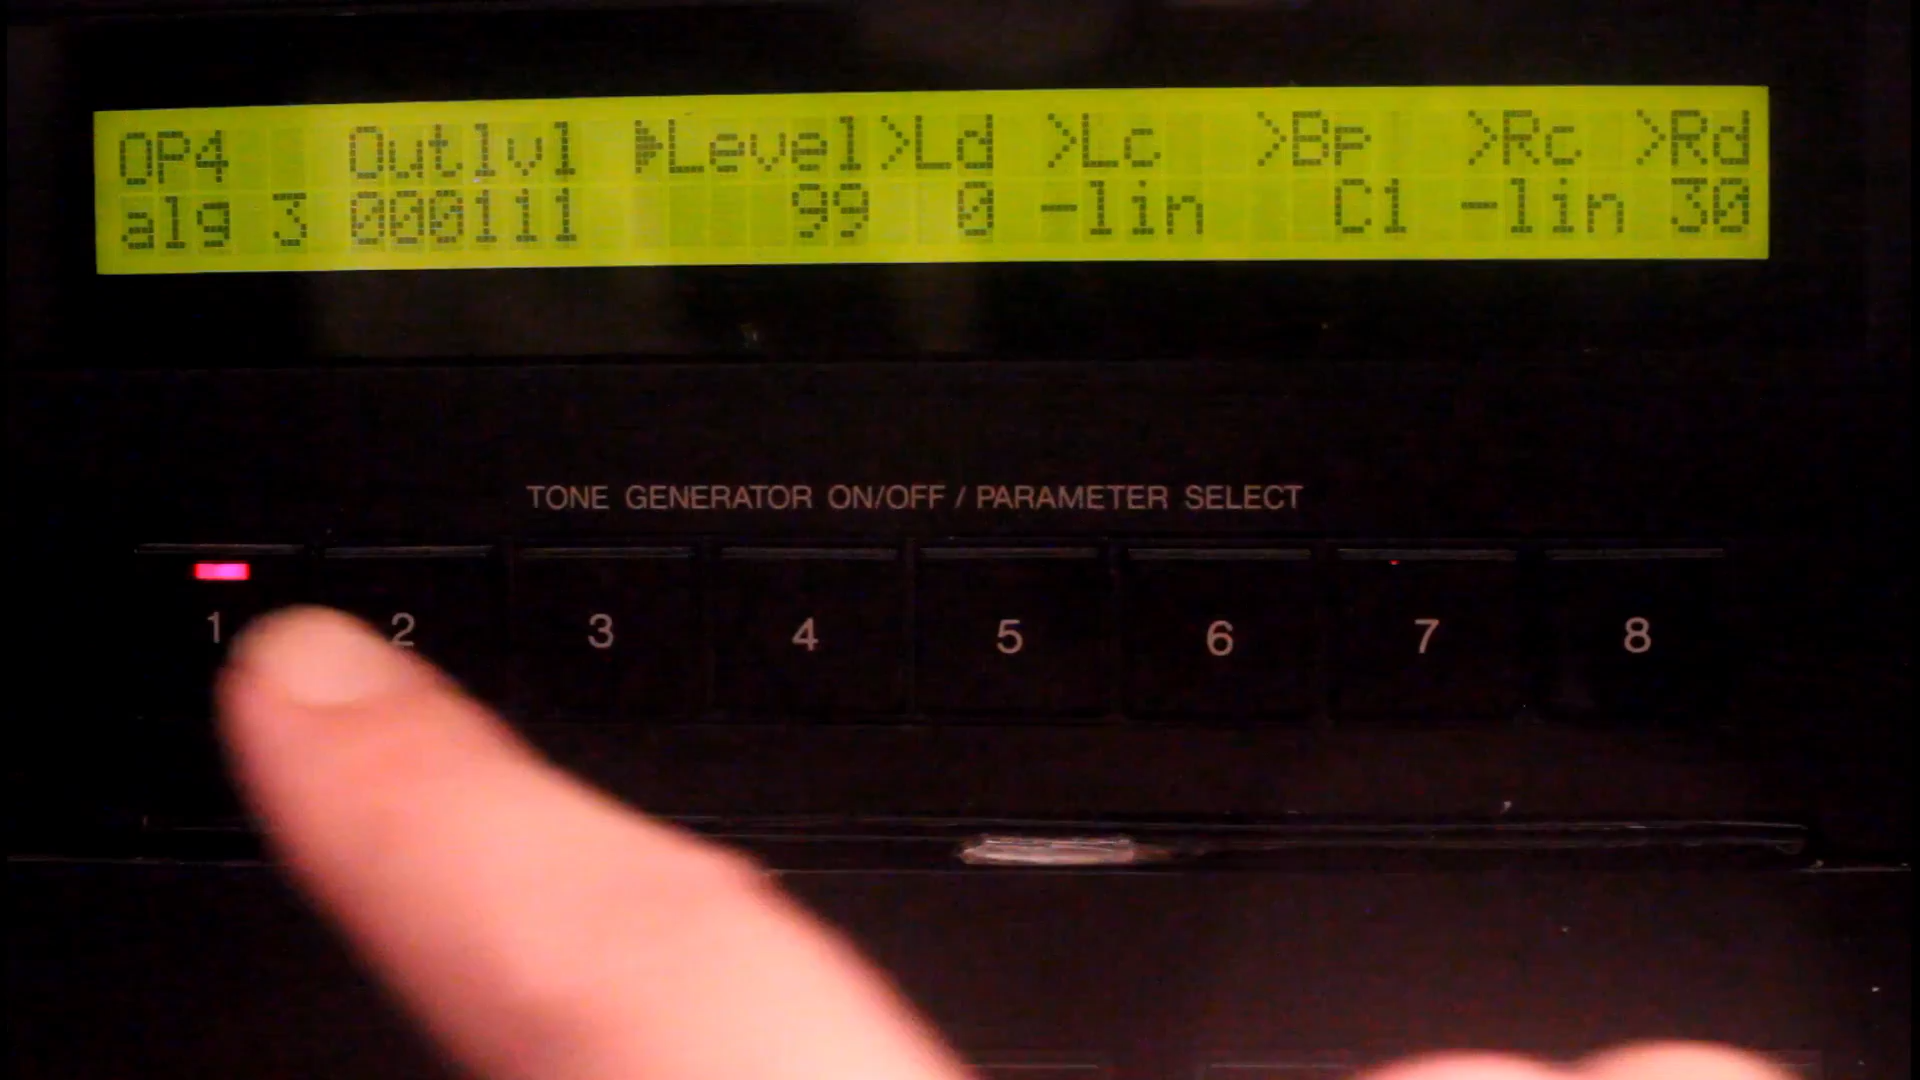 OP4 Outlvl ▶Level>Ld >Lc >Bp >Rc >Rd
alg 3 000111 99 0 -lin C1 -lin 30
TONE GENERATOR ON/OFF / PARAMETER SELECT
1 2 3 4 5 6 7 8